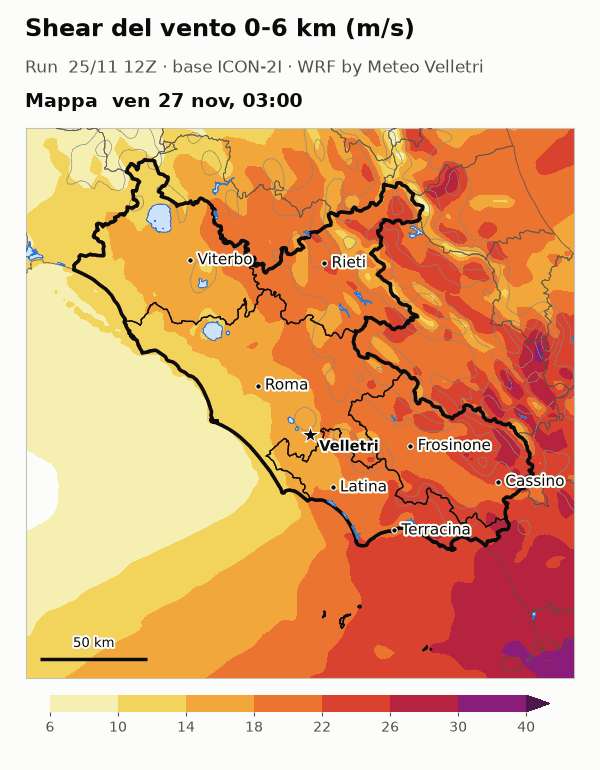 Shear del vento 0-6 km (m/s)
Run  25/11 12Z · base ICON-2I · WRF by Meteo Velletri
Mappa  ven 27 nov, 03:00
Viterbo
Rieti
Roma
Velletri
Frosinone
Cassino
Latina
Terracina
50 km
6 10 14 18 22 26 30 40